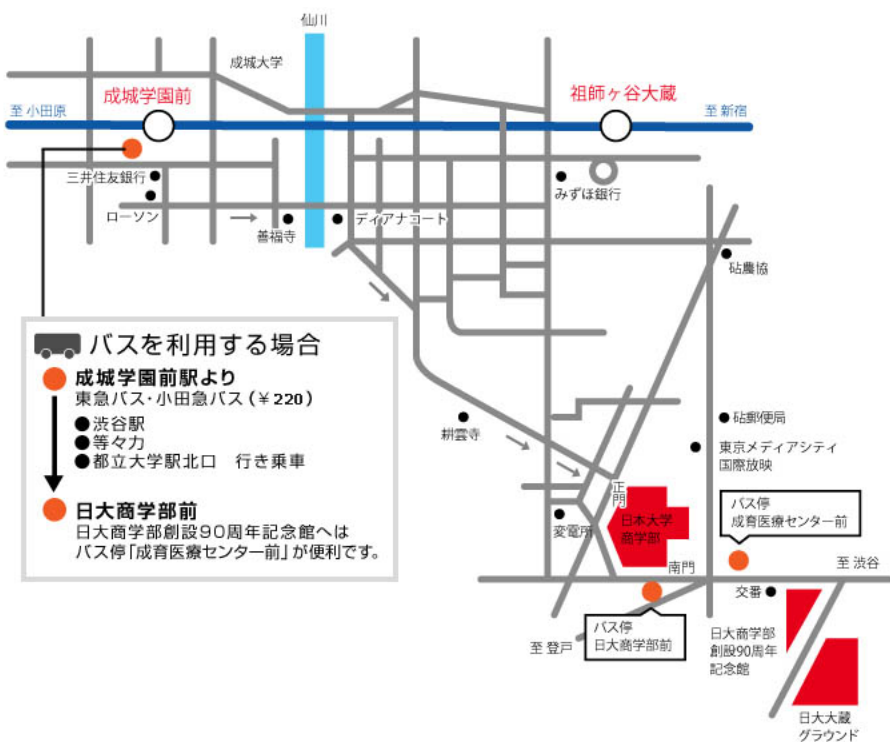 仙川
成城大学
成城学園前
祖師ヶ谷大蔵
至 小田原
至 新宿
三井住友銀行
ローソン
善福寺
ディアナコート
みずほ銀行
砧農協
バスを利用する場合
成城学園前駅より
東急バス・小田急バス(￥220)
●渋谷駅
●等々力
●都立大学駅北口 行き乗車
日大商学部前
日大商学部創設90周年記念館へは
バス停「成育医療センター前」が便利です。
耕雲寺
砧郵便局
東京メディアシティ
国際放映
正門
変電所
日本大学
商学部
バス停
成育医療センター前
南門
至 渋谷
交番
バス停
日大商学部前
至 登戸
日大商学部
創設90周年
記念館
日大大蔵
グラウンド